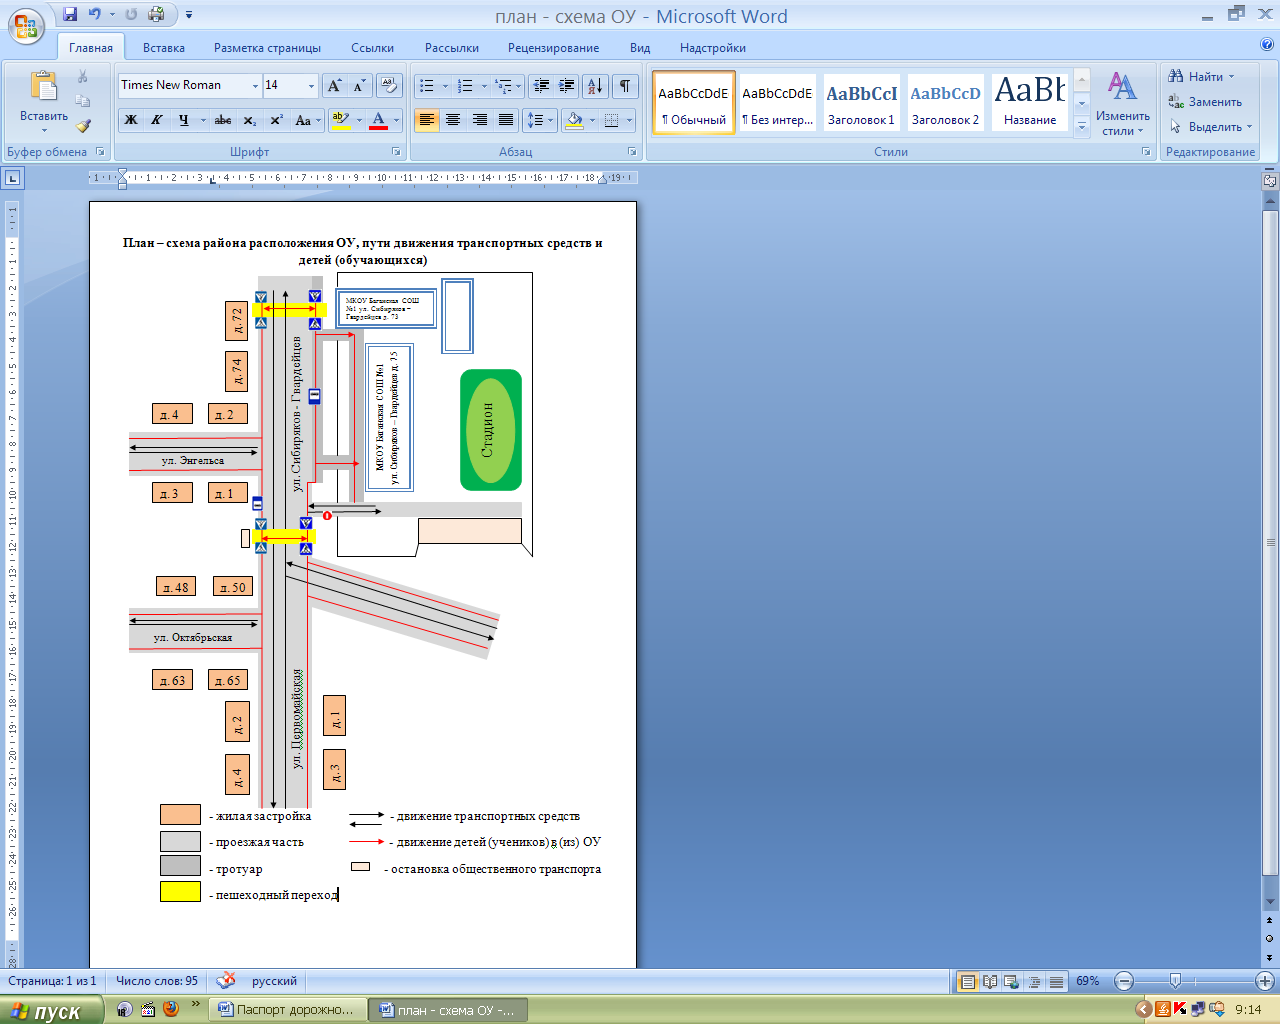 план - схема ОУ - Microsoft Word
Главная Вставка Разметка страницы Ссылки Рассылки Рецензирование Вид Надстройки
Вставить
Буфер обмена
Times New Roman 14
Ж К Ч abe x₂ x² Aa
Шрифт
Абзац
AaBbCcDdE AaBbCcDdE AaBbCcI AaBbCcD AaBb
¶ Обычный ¶ Без интер... Заголовок 1 Заголовок 2 Название
Стили
Изменить
стили
Найти
Заменить
Выделить
Редактирование
План – схема района расположения ОУ, пути движения транспортных средств и
детей (обучающихся)
д. 72
д. 74
д. 4 д. 2
ул. Энгельса
д. 3 д. 1
ул. Сибиряков - Гвардейцев
МКОУ Баганская СОШ
№1 ул. Сибиряков –
Гвардейцев д. 73
МКОУ Баганская СОШ №1
ул. Сибиряков – Гвардейцев д. 75
Стадион
д. 48 д. 50
ул. Октябрьская
д. 63 д. 65
ул. Первомайская
д. 2
д. 4
д. 1
д. 3
- жилая застройка
- проезжая часть
- тротуар
- пешеходный переход
- движение транспортных средств
- движение детей (учеников) в (из) ОУ
- остановка общественного транспорта
Страница: 1 из 1 Число слов: 95 русский 69%
пуск Паспорт дорожно... план - схема ОУ -... 9:14